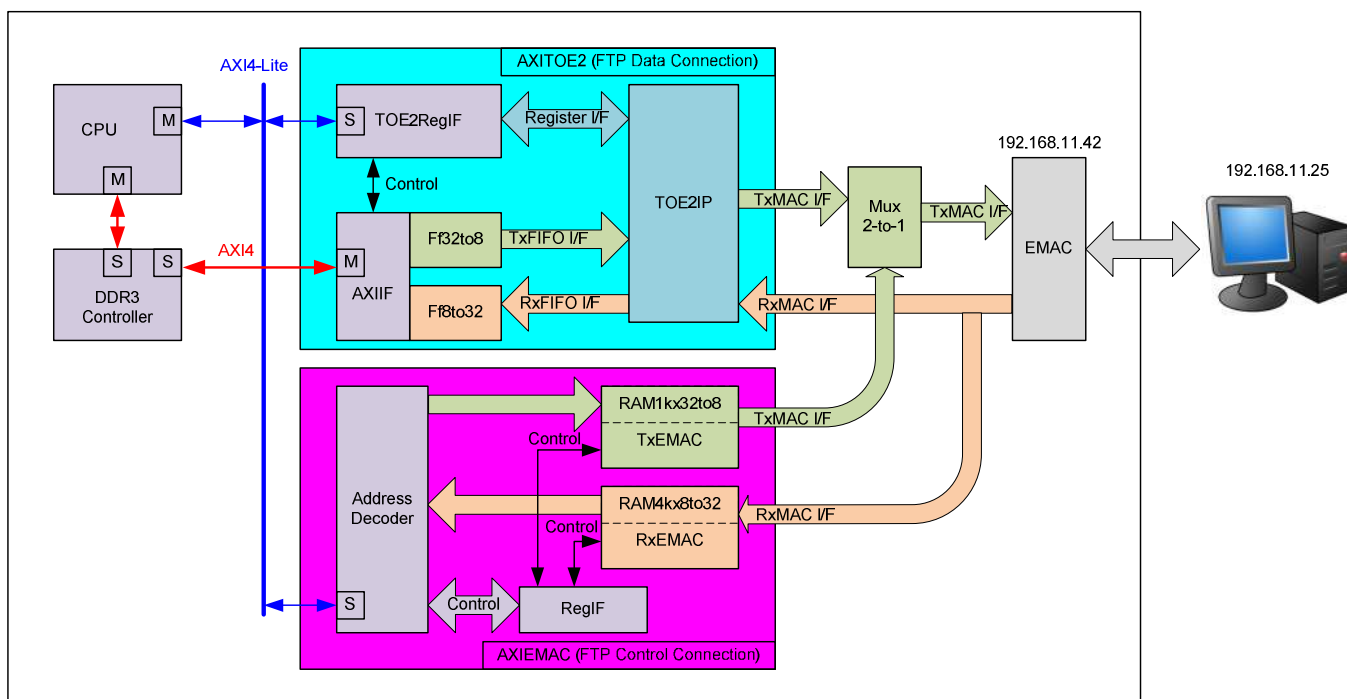 AXI4-Lite
CPU
M
M
S
S
DDR3
Controller
AXI4
AXITOE2 (FTP Data Connection)
S
TOE2RegIF
Register I/F
Control
M
AXIIF
Ff32to8
Ff8to32
TxFIFO I/F
RxFIFO I/F
TOE2IP
TxMAC I/F
Mux
2-to-1
TxMAC I/F
RxMAC I/F
192.168.11.42
EMAC
192.168.11.25
Address
Decoder
S
RAM1kx32to8
TxEMAC
Control
TxMAC I/F
RAM4kx8to32
RxEMAC
Control
RxMAC I/F
Control
RegIF
AXIEMAC (FTP Control Connection)